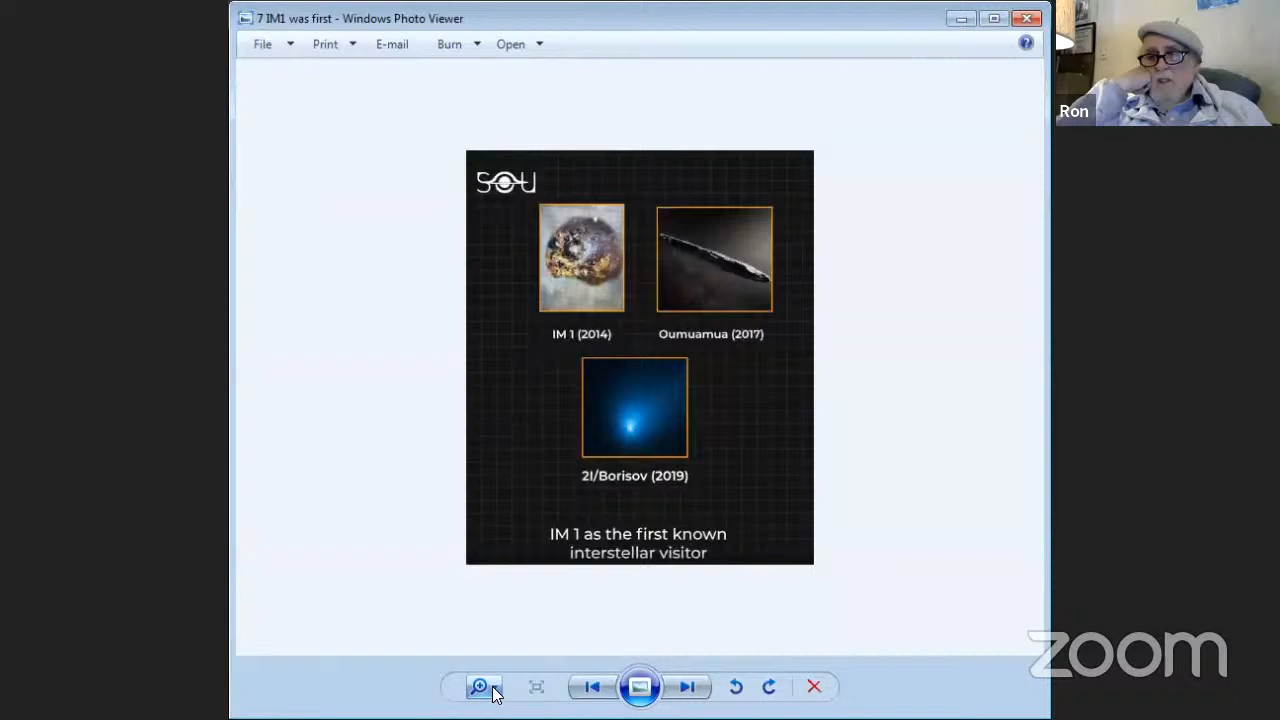 7 IM1 was first - Windows Photo Viewer
File Print E-mail Burn Open
Ron
SOU
IM 1 (2014) Oumuamua (2017)
2I/Borisov (2019)
IM 1 as the first known
interstellar visitor
zoom